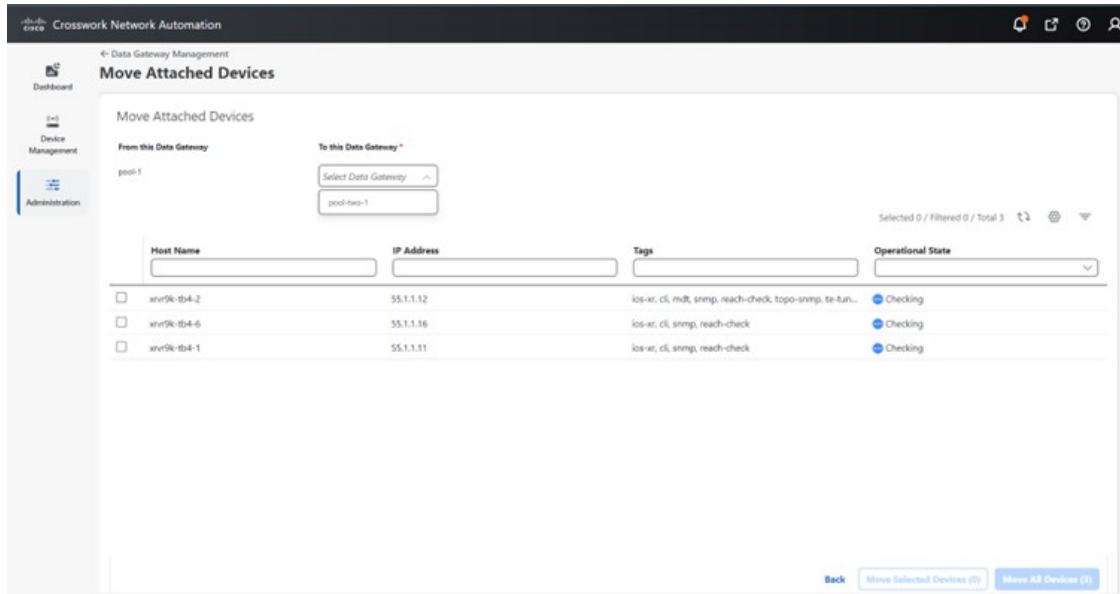 cisco Crosswork Network Automation
← Data Gateway Management
Move Attached Devices
Dashboard
Device Management
Administration
Move Attached Devices
From this Data Gateway To this Data Gateway *
pool-1 Select Data Gateway
pool-two-1
Selected 0 / Filtered 0 / Total 3
Host Name IP Address Tags Operational State
xrvr9k-tb4-2 55.1.1.12 ios-xr, cli, mdt, snmp, reach-check, topo-snmp, te-tun... Checking
xrvr9k-tb4-6 55.1.1.16 ios-xr, cli, snmp, reach-check Checking
xrvr9k-tb4-1 55.1.1.11 ios-xr, cli, snmp, reach-check Checking
Back Move Selected Devices (0) Move All Devices (3)